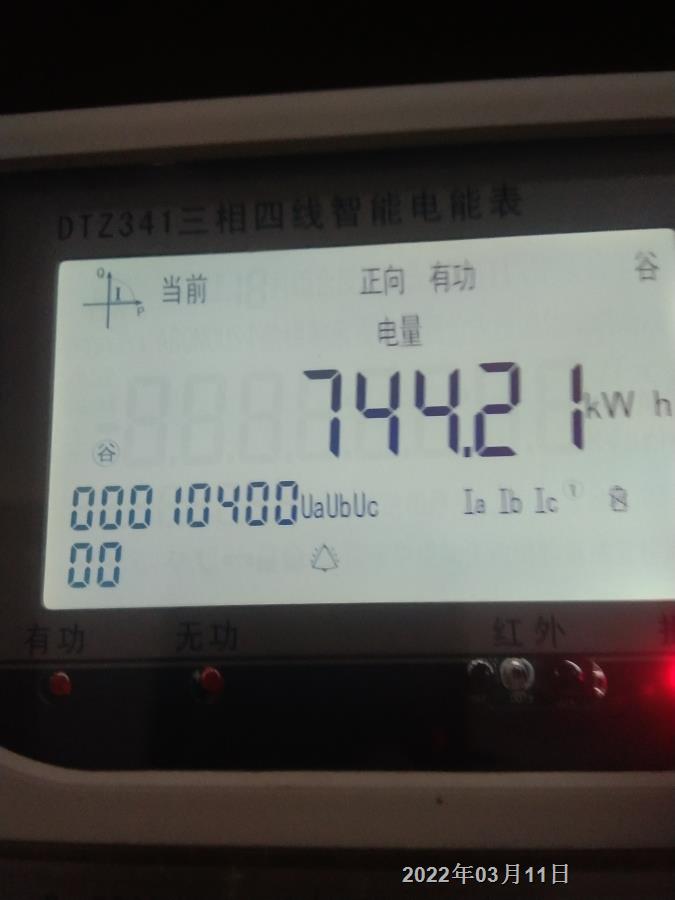 DTZ341三相四线智能电能表
Q
I
P
当前 正向 有功 谷
电量
744.21 kWh
谷
00010400 UaUbUc Ia Ib Ic ①
00
有功 无功 红外
2022年03月11日